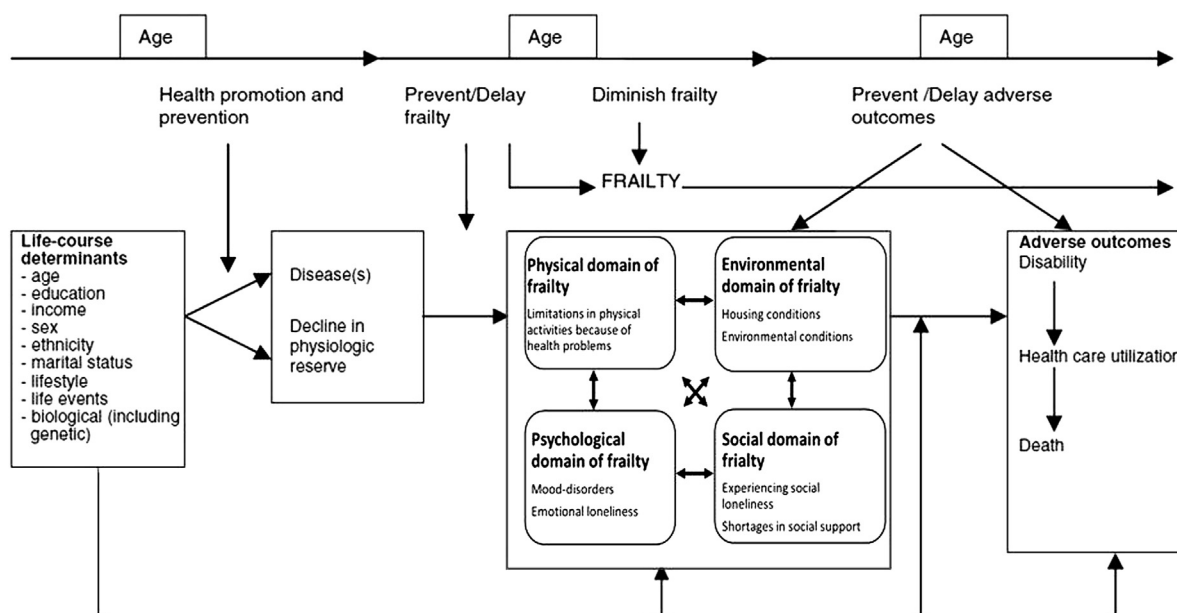 Age
Age
Age
Health promotion and
prevention
Prevent/Delay
frailty
Diminish frailty
Prevent /Delay adverse
outcomes
FRAILTY
Life-course
determinants
- age
- education
- income
- sex
- ethnicity
- marital status
- lifestyle
- life events
- biological (including
genetic)
Disease(s)
Decline in
physiologic
reserve
Physical domain of
frailty
Limitations in physical
activities because of
health problems
Environmental
domain of frialty
Housing conditions
Environmental conditions
Psychological
domain of frailty
Mood-disorders
Emotional loneliness
Social domain of
frialty
Experiencing social
loneliness
Shortages in social support
Adverse outcomes
Disability
Health care utilization
Death